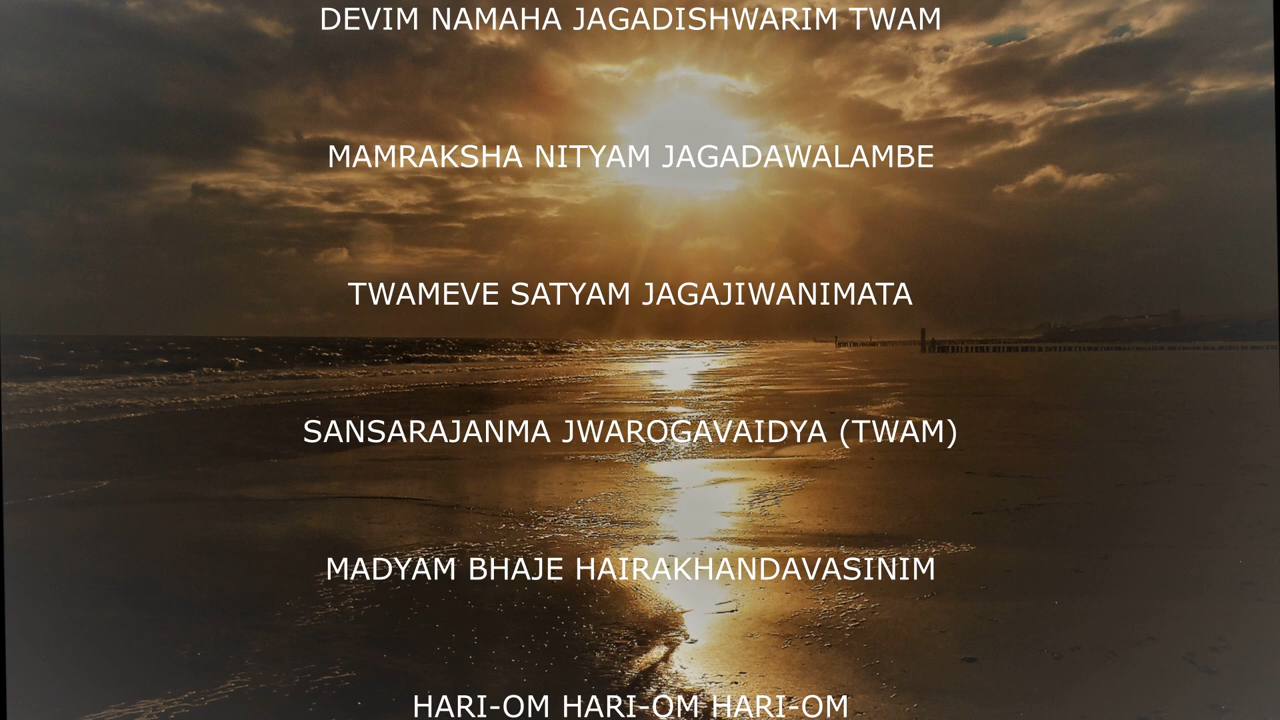 DEVIM NAMAHA JAGADISHWARIM TWAM
MAMRAKSHA NITYAM JAGADAWALAMBE
TWAMEVE SATYAM JAGAJIWANIMATA
SANSARAJANMA JWAROGAVAIDYA (TWAM)
MADYAM BHAJE HAIRAKHANDAVASINIM
HARI-OM HARI-OM HARI-OM